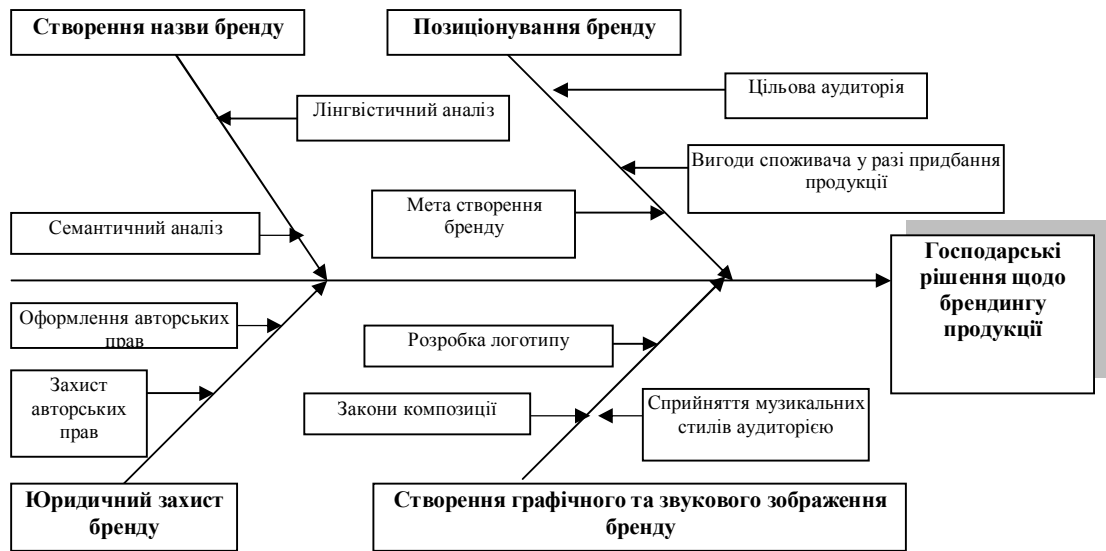 Створення назви бренду
Позиціонування бренду
Цільова аудиторія
Лінгвістичний аналіз
Вигоди споживача у разі придбання
продукції
Мета створення
бренду
Семантичний аналіз
Господарські
рішення щодо
брендингу
продукції
Оформлення авторських
прав
Розробка логотипу
Захист
авторських
прав
Закони композиції
Сприйняття музикальних
стилів аудиторією
Юридичний захист
бренду
Створення графічного та звукового зображення
бренду